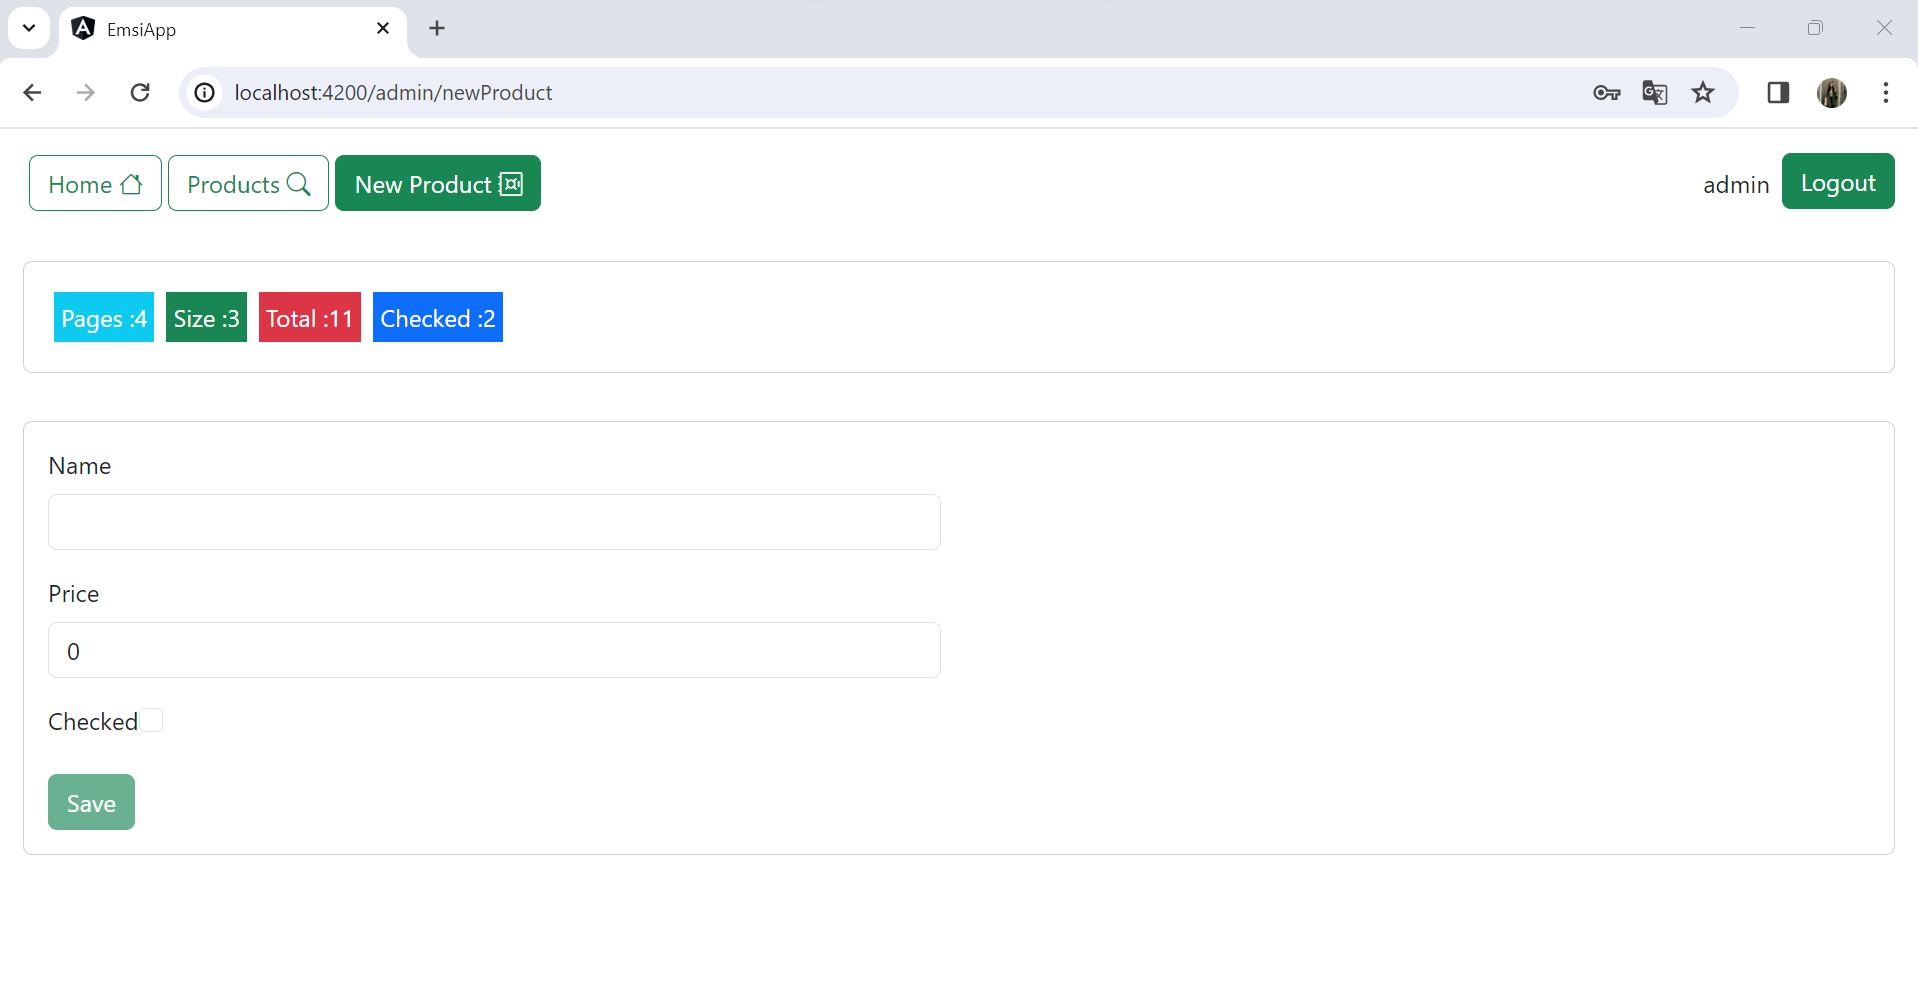 EmsiApp
localhost:4200/admin/newProduct
Home Products New Product admin Logout
Pages :4 Size :3 Total :11 Checked :2
Name
Price
0
Checked
Save